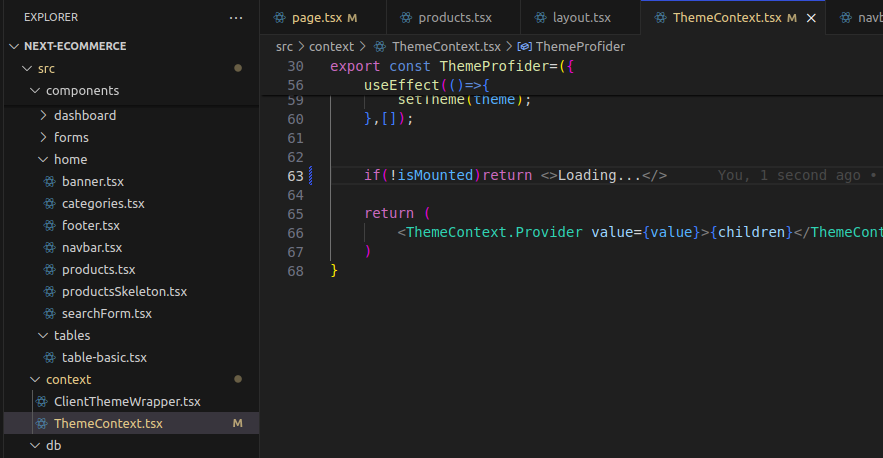 EXPLORER ...
NEXT-ECOMMERCE
src
components
dashboard
forms
home
banner.tsx
categories.tsx
footer.tsx
navbar.tsx
products.tsx
productsSkeleton.tsx
searchForm.tsx
tables
table-basic.tsx
context
ClientThemeWrapper.tsx
ThemeContext.tsx M
db
page.tsx M products.tsx layout.tsx ThemeContext.tsx M navb
src > context > ThemeContext.tsx > ThemeProfider
30 export const ThemeProfider=({
56 useEffect(()=>{
59 setTheme(theme);
60 },[]);
61
62
63 if(!isMounted)return <>Loading...</> You, 1 second ago •
64
65 return (
66 <ThemeContext.Provider value={value}>{children}</ThemeCont
67 )
68 }